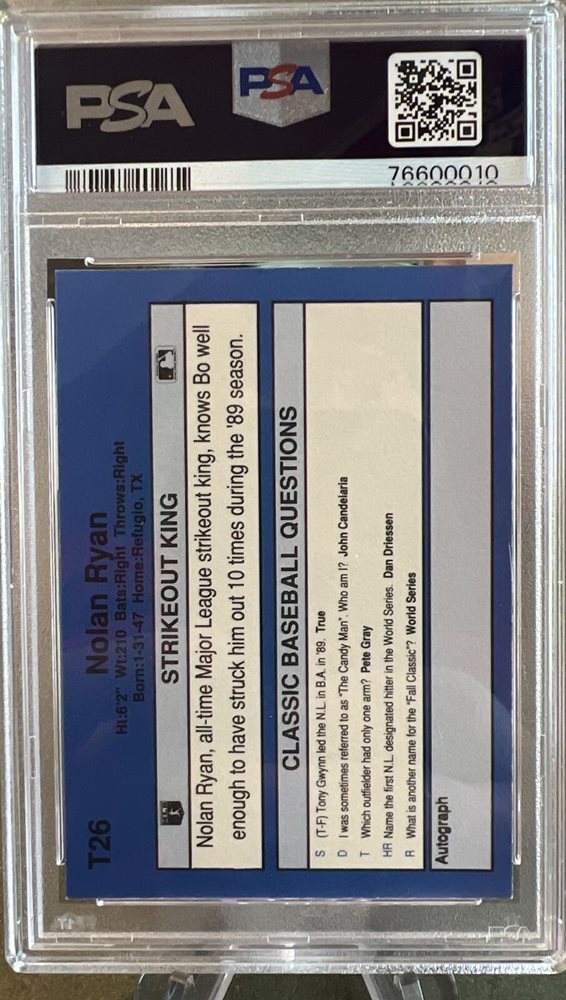 PSA
PSA
76600010
T26
Nolan Ryan
Ht:6'2" Wt:210 Bats:Right Throws:Right
Born:1-31-47 Home:Refugio, TX
STRIKEOUT KING
Nolan Ryan, all-time Major League strikeout king, knows Bo well
enough to have struck him out 10 times during the '89 season.
CLASSIC BASEBALL QUESTIONS
S (T-F) Tony Gwynn led the N.L. in B.A. in '89. True
D I was sometimes referred to as "The Candy Man". Who am I? John Candelaria
T Which outfielder had only one arm? Pete Gray
HR Name the first N.L. designated hitter in the World Series. Dan Driessen
R What is another name for the "Fall Classic"? World Series
Autograph
PSA